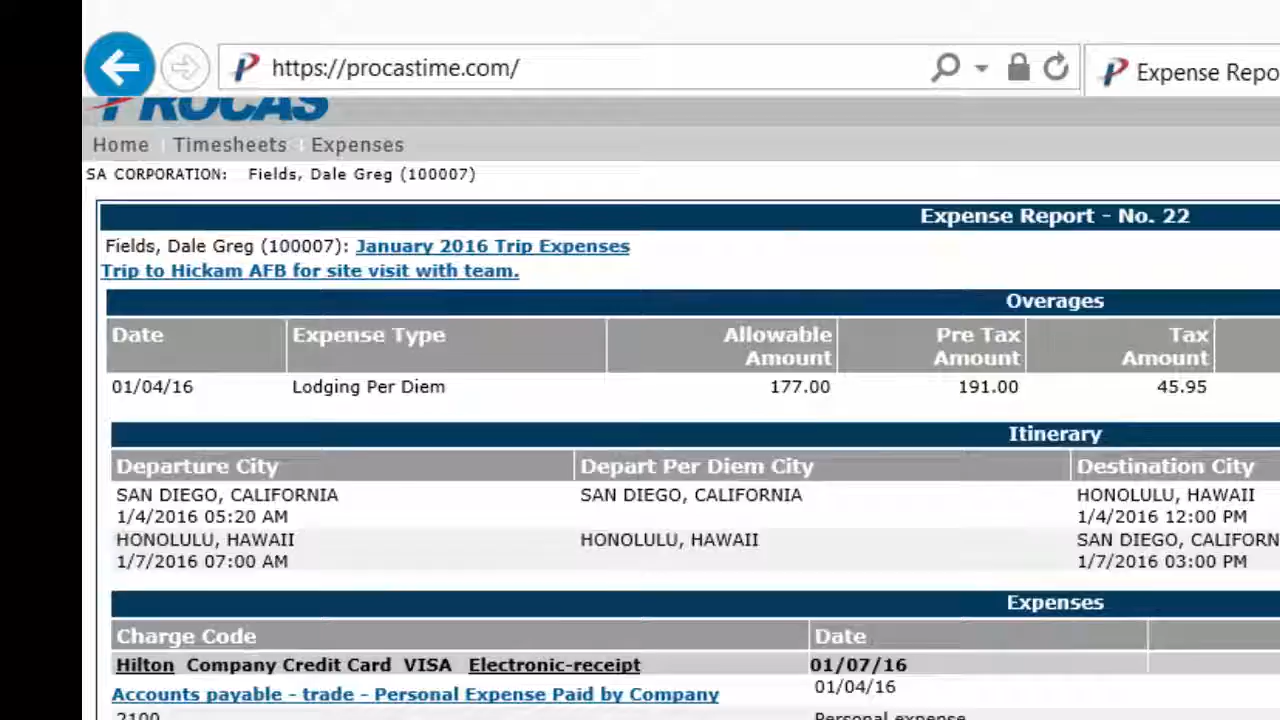 https://procastime.com/
Expense Repo
PROCAS
Home Timesheets Expenses
SA CORPORATION: Fields, Dale Greg (100007)
Expense Report - No. 22
Fields, Dale Greg (100007): January 2016 Trip Expenses
Trip to Hickam AFB for site visit with team.
Overages
Date Expense Type Allowable Amount Pre Tax Amount Tax Amount
01/04/16 Lodging Per Diem 177.00 191.00 45.95
Itinerary
Departure City Depart Per Diem City Destination City
SAN DIEGO, CALIFORNIA SAN DIEGO, CALIFORNIA HONOLULU, HAWAII
1/4/2016 05:20 AM 1/4/2016 12:00 PM
HONOLULU, HAWAII HONOLULU, HAWAII SAN DIEGO, CALIFORN
1/7/2016 07:00 AM 1/7/2016 03:00 PM
Expenses
Charge Code Date
Hilton Company Credit Card VISA Electronic-receipt 01/07/16
Accounts payable - trade - Personal Expense Paid by Company 01/04/16
2100 Personal expense